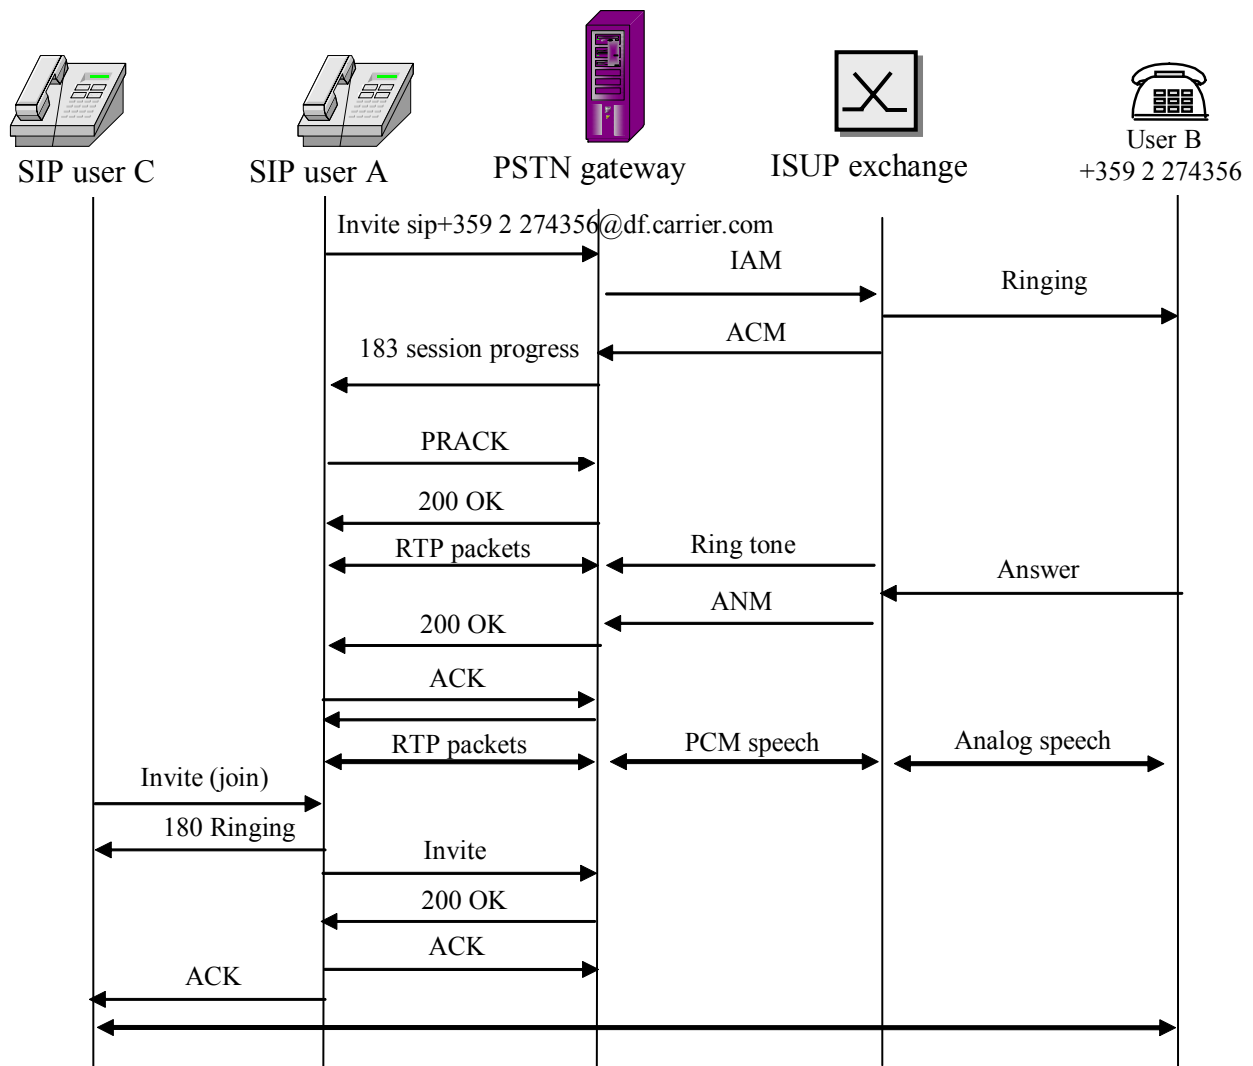 SIP user C
SIP user A
PSTN gateway
ISUP exchange
User B
+359 2 274356
Invite sip+359 2 274356@df.carrier.com
IAM
Ringing
ACM
183 session progress
PRACK
200 OK
RTP packets
Ring tone
Answer
ANM
200 OK
ACK
RTP packets
PCM speech
Analog speech
Invite (join)
180 Ringing
Invite
200 OK
ACK
ACK